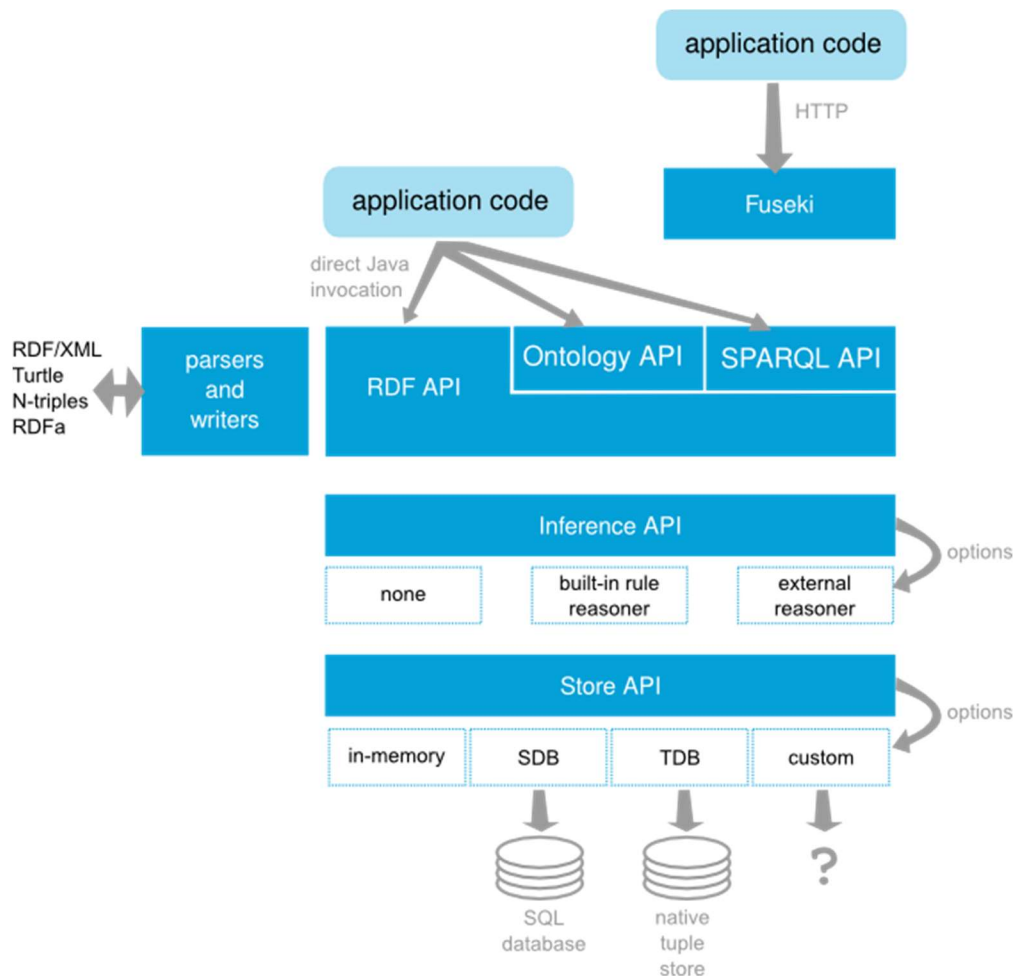 application code
HTTP
Fuseki
application code
direct Java
invocation
RDF/XML
Turtle
N-triples
RDFa
parsers
and
writers
RDF API
Ontology API
SPARQL API
Inference API
options
none
built-in rule
reasoner
external
reasoner
Store API
options
in-memory
SDB
TDB
custom
?
SQL
database
native
tuple
store